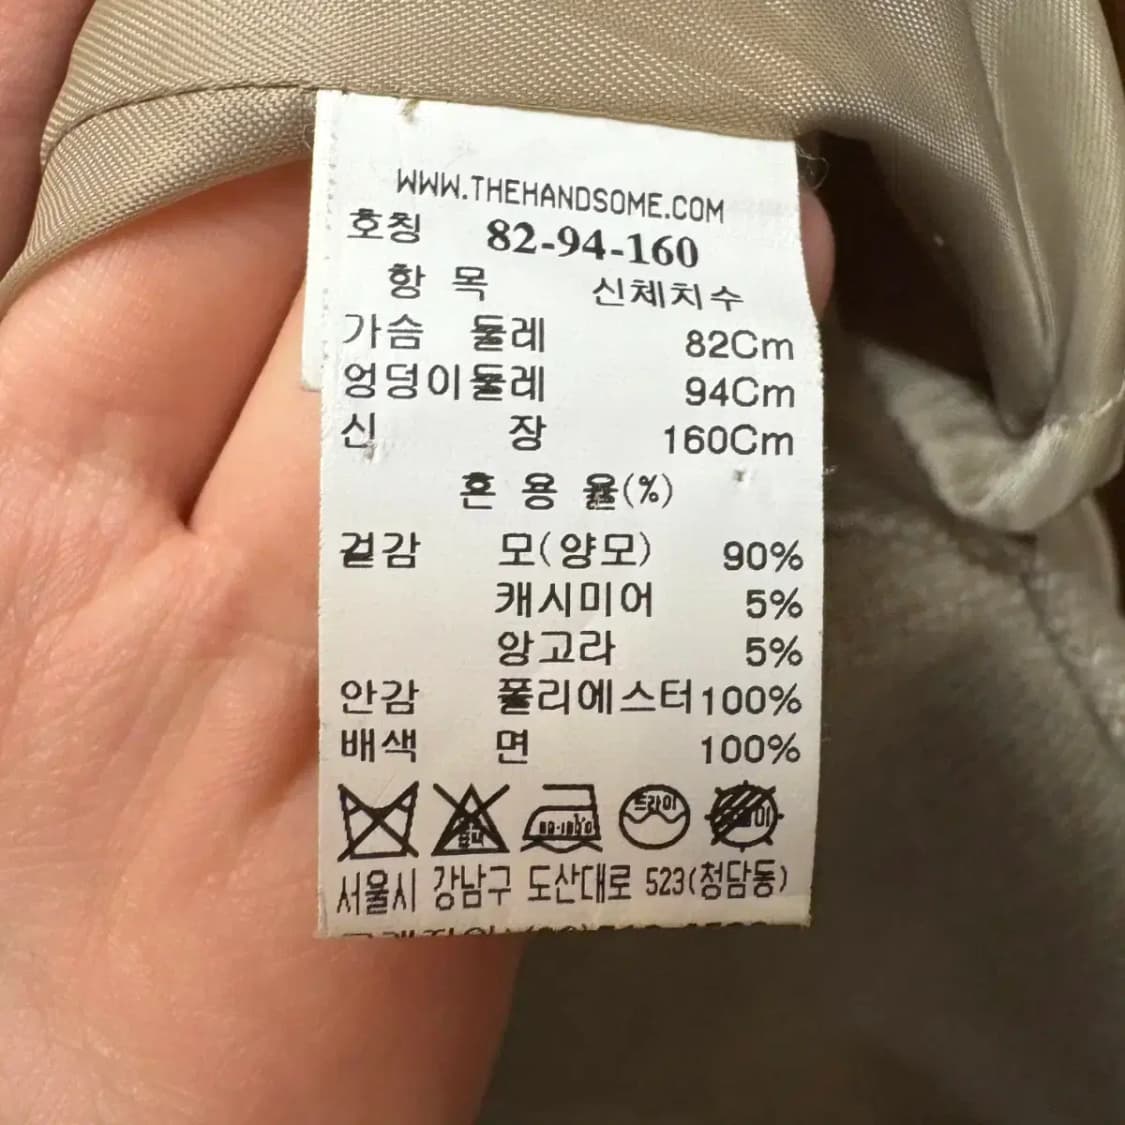 WWW.THEHANDSOME.COM
호칭 82-94-160
항 목 신체치수
가슴 둘레 82Cm
엉덩이둘레 94Cm
신 장 160Cm
혼 용 율(%)
겉감 모(양모) 90%
캐시미어 5%
앙고라 5%
안감 폴리에스터 100%
배색 면 100%
드라이
서울시 강남구 도산대로 523(청담동)